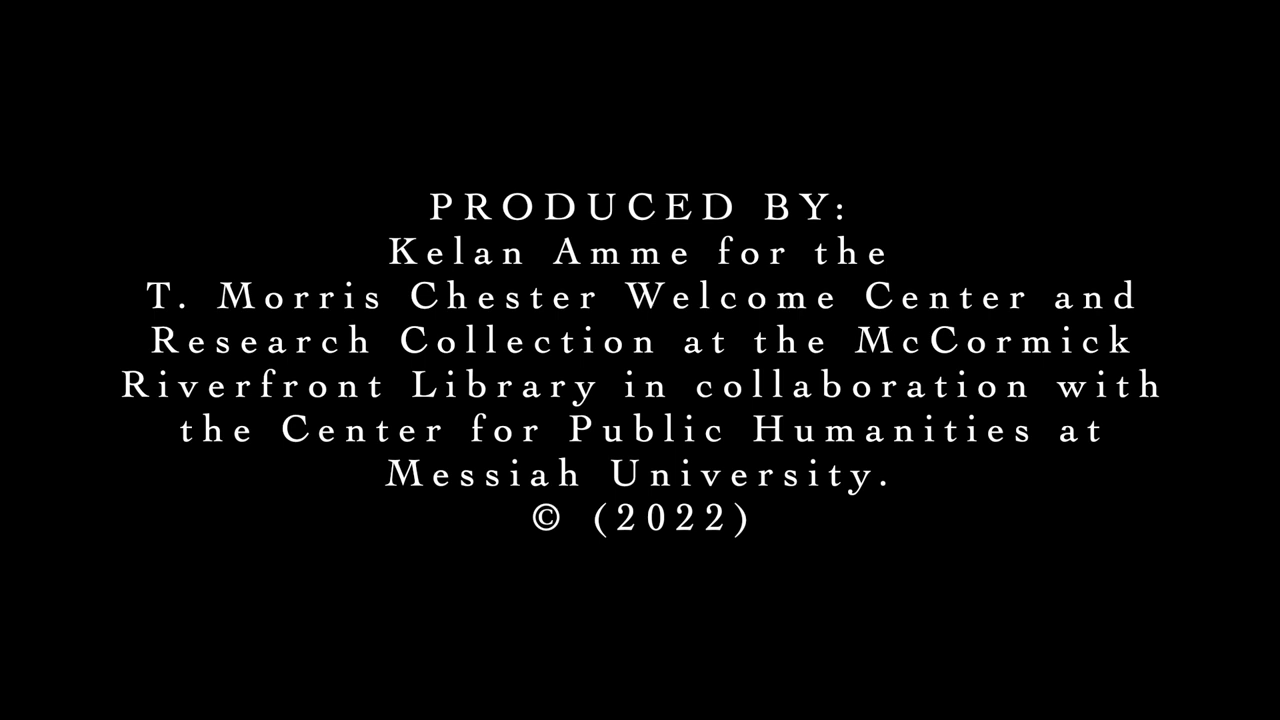 PRODUCED BY:
Kelan Amme for the
T. Morris Chester Welcome Center and
Research Collection at the McCormick
Riverfront Library in collaboration with
the Center for Public Humanities at
Messiah University.
© (2022)